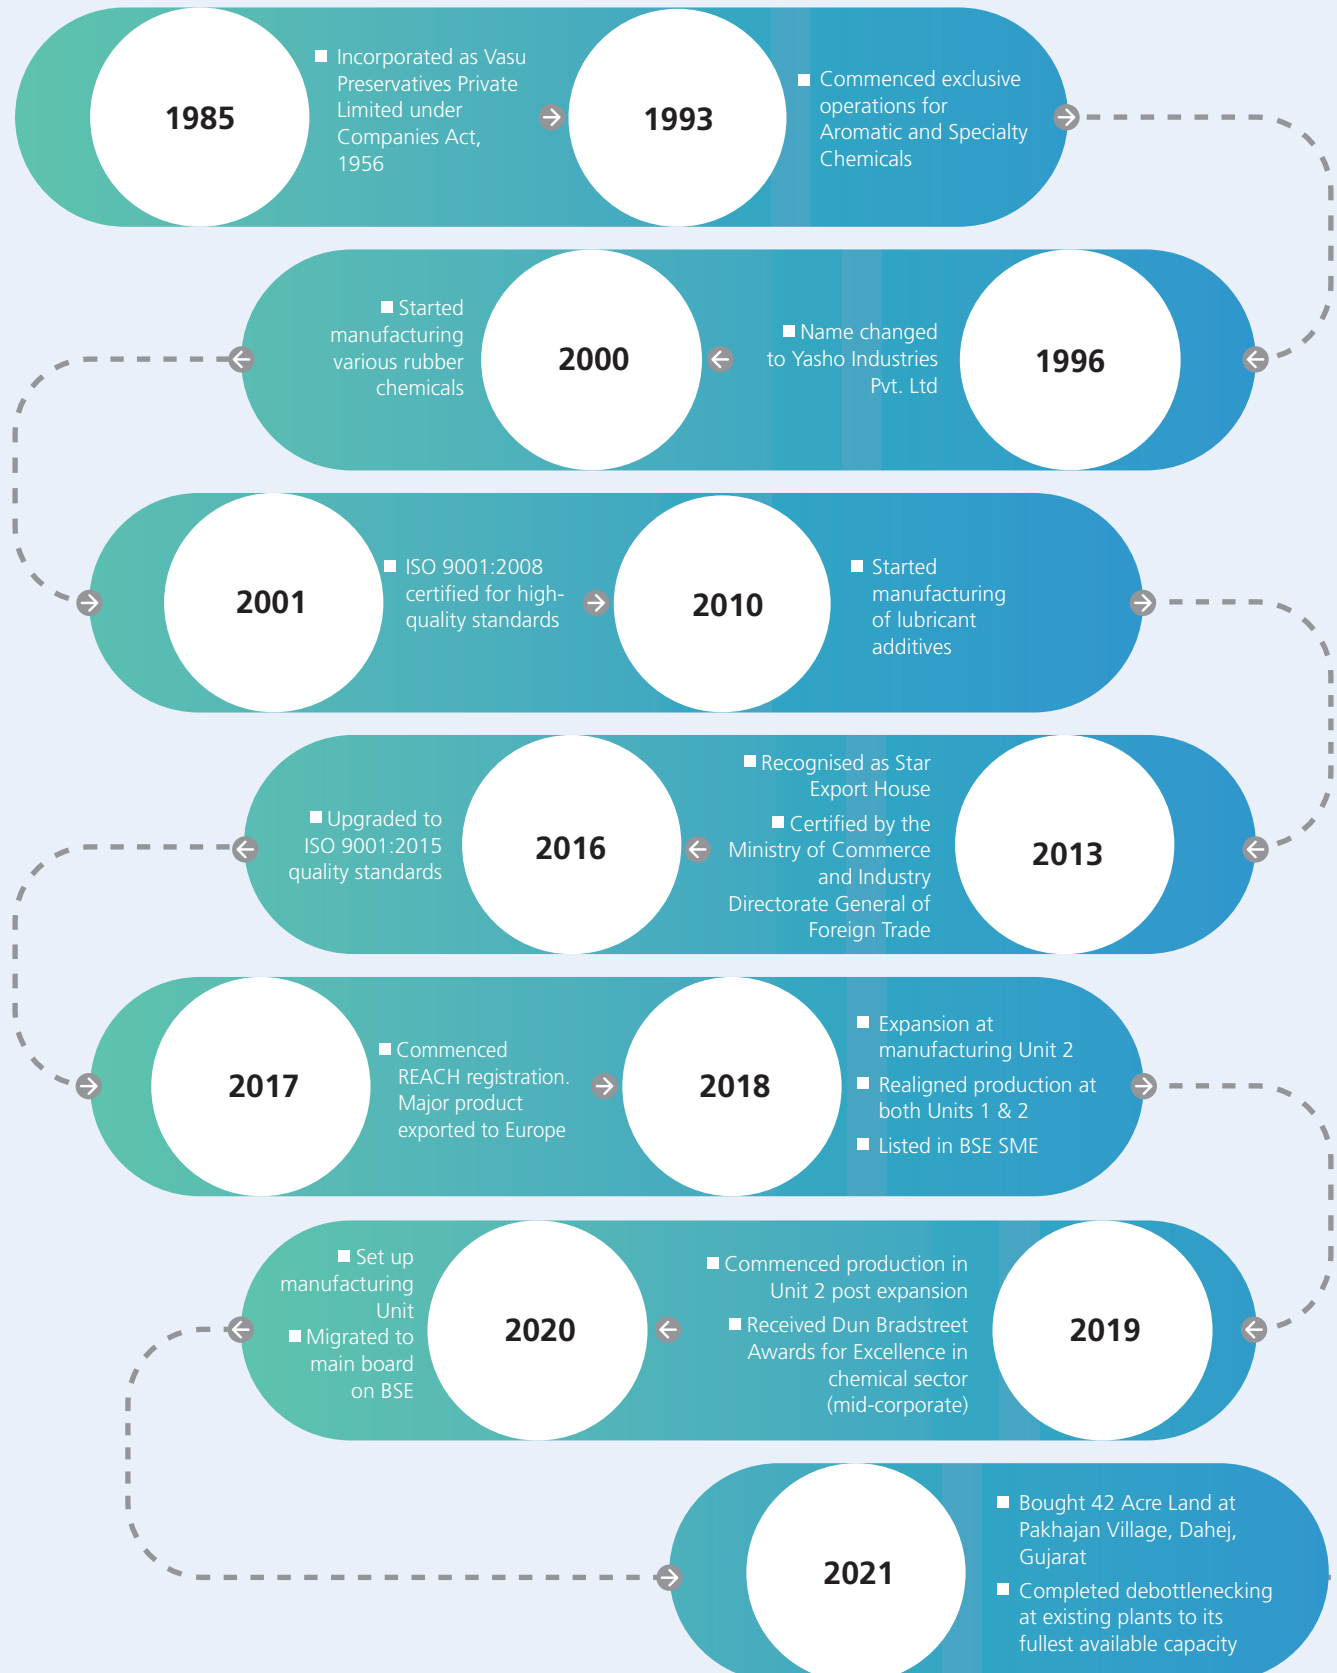 1985
■ Incorporated as Vasu
Preservatives Private
Limited under
Companies Act,
1956
1993
■ Commenced exclusive
operations for
Aromatic and Specialty
Chemicals
1996
■ Name changed
to Yasho Industries
Pvt. Ltd
2000
■ Started
manufacturing
various rubber
chemicals
2001
■ ISO 9001:2008
certified for high-
quality standards
2010
■ Started
manufacturing
of lubricant
additives
2013
■ Recognised as Star
Export House
■ Certified by the
Ministry of Commerce
and Industry
Directorate General of
Foreign Trade
2016
■ Upgraded to
ISO 9001:2015
quality standards
2017
■ Commenced
REACH registration.
Major product
exported to Europe
2018
■ Expansion at
manufacturing Unit 2
■ Realigned production at
both Units 1 & 2
■ Listed in BSE SME
2019
■ Commenced production in
Unit 2 post expansion
■ Received Dun Bradstreet
Awards for Excellence in
chemical sector
(mid-corporate)
2020
■ Set up
manufacturing
Unit
■ Migrated to
main board
on BSE
2021
■ Bought 42 Acre Land at
Pakhajan Village, Dahej,
Gujarat
■ Completed debottlenecking
at existing plants to its
fullest available capacity